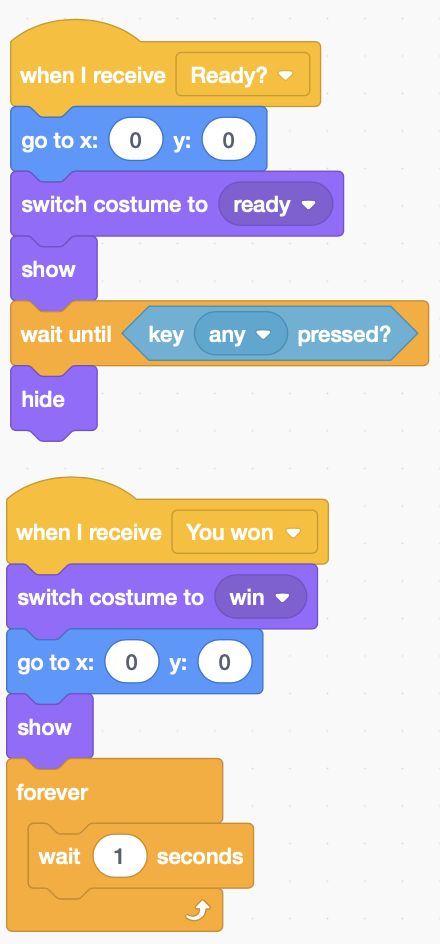 when I receive Ready?
go to x: 0 y: 0
switch costume to ready
show
wait until key any pressed?
hide
when I receive You won
switch costume to win
go to x: 0 y: 0
show
forever
wait 1 seconds